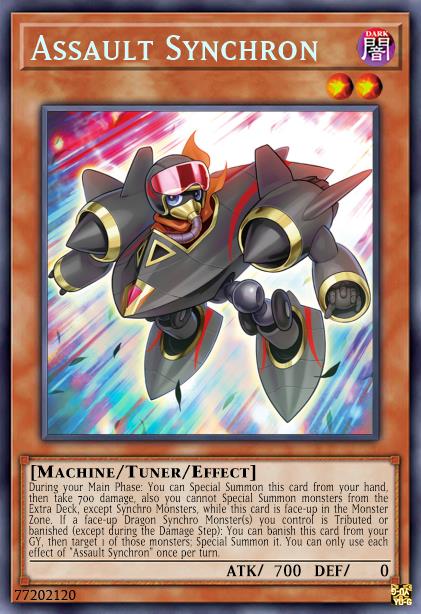 ASSAULT SYNCHRON
DARK
闇
[MACHINE/TUNER/EFFECT]
During your Main Phase: You can Special Summon this card from your hand,
then take 700 damage, also you cannot Special Summon monsters from the
Extra Deck, except Synchro Monsters, while this card is face-up in the Monster
Zone. If a face-up Dragon Synchro Monster(s) you control is Tributed or
banished (except during the Damage Step): You can banish this card from your
GY, then target 1 of those monsters; Special Summon it. You can only use each
effect of "Assault Synchron" once per turn.
ATK/ 700 DEF/ 0
77202120